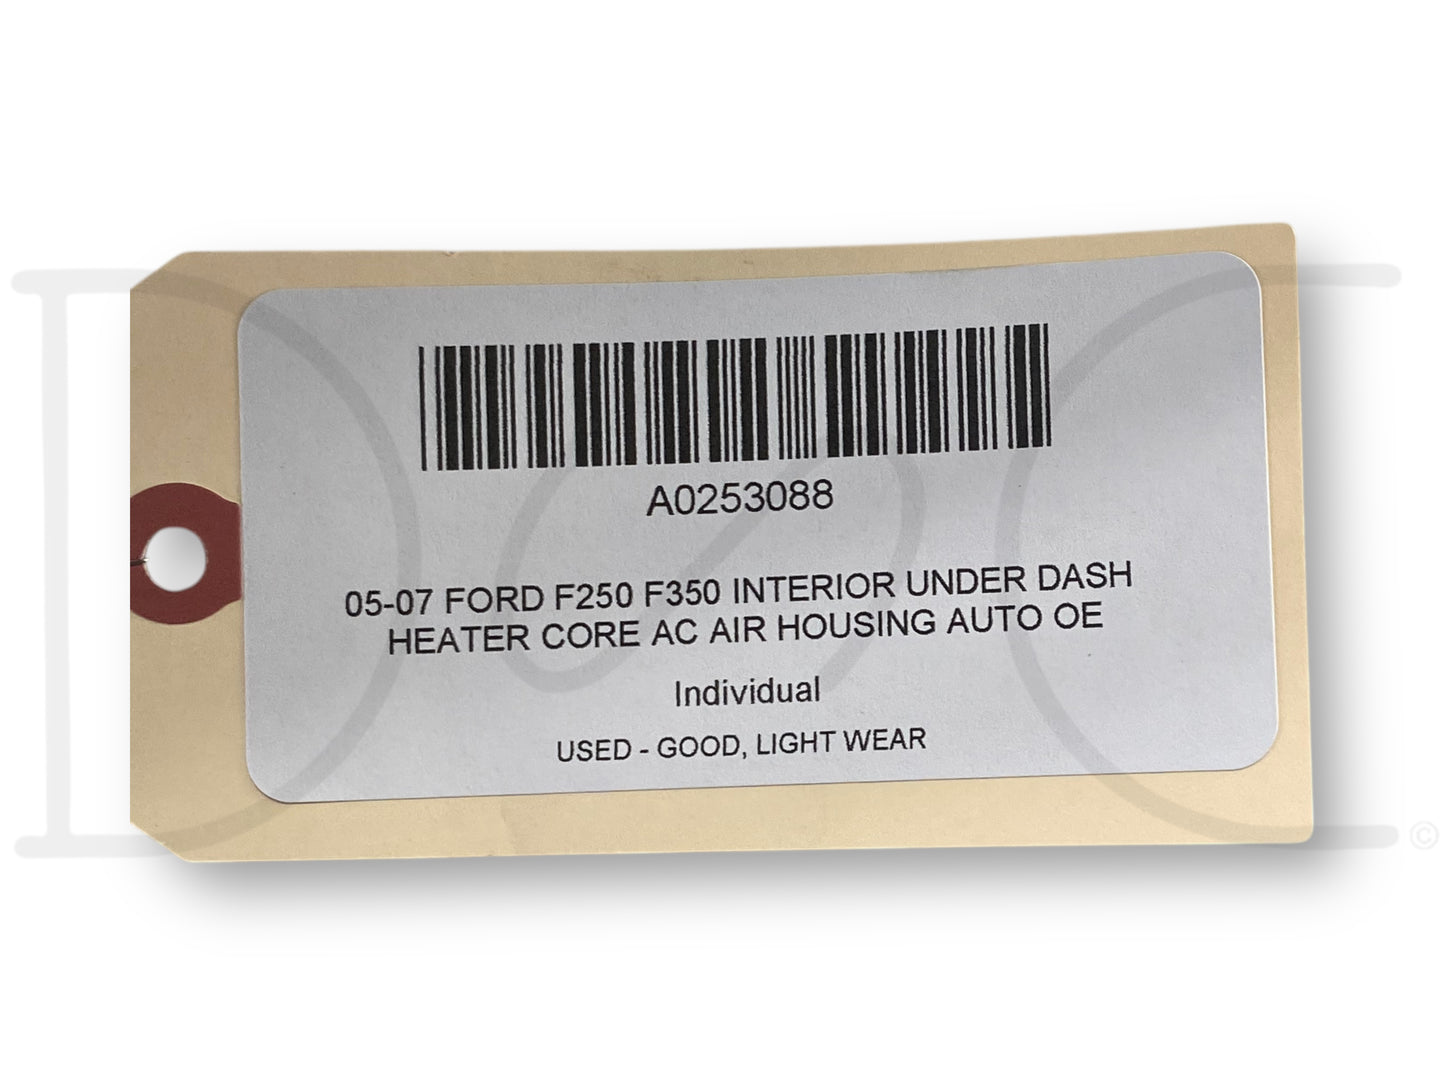 A0253088
05-07 FORD F250 F350 INTERIOR UNDER DASH
HEATER CORE AC AIR HOUSING AUTO OE
Individual
USED - GOOD, LIGHT WEAR
©